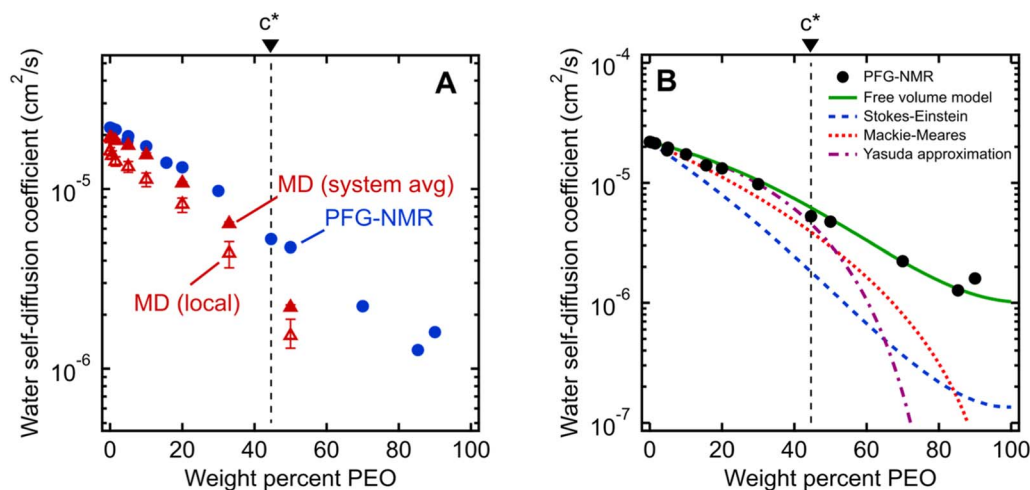 c*
A
Water self-diffusion coefficient (cm²/s)
10⁻⁵
10⁻⁶
MD (system avg)
PFG-NMR
MD (local)
0 20 40 60 80 100
Weight percent PEO
c*
B
Water self-diffusion coefficient (cm²/s)
10⁻⁴
10⁻⁵
10⁻⁶
10⁻⁷
PFG-NMR
Free volume model
Stokes-Einstein
Mackie-Meares
Yasuda approximation
0 20 40 60 80 100
Weight percent PEO